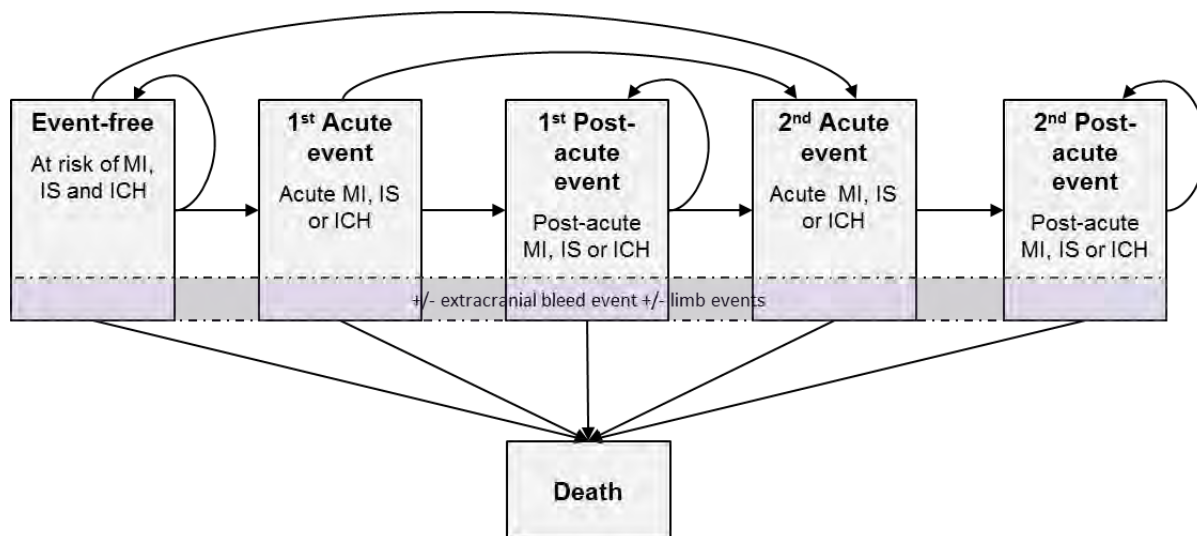 Event-free
At risk of MI,
IS and ICH
1st Acute
event
Acute MI, IS
or ICH
1st Post-
acute
event
Post-acute
MI, IS or ICH
2nd Acute
event
Acute MI, IS
or ICH
2nd Post-
acute event
Post-acute
MI, IS or ICH
+/- extracranial bleed event +/- limb events
Death